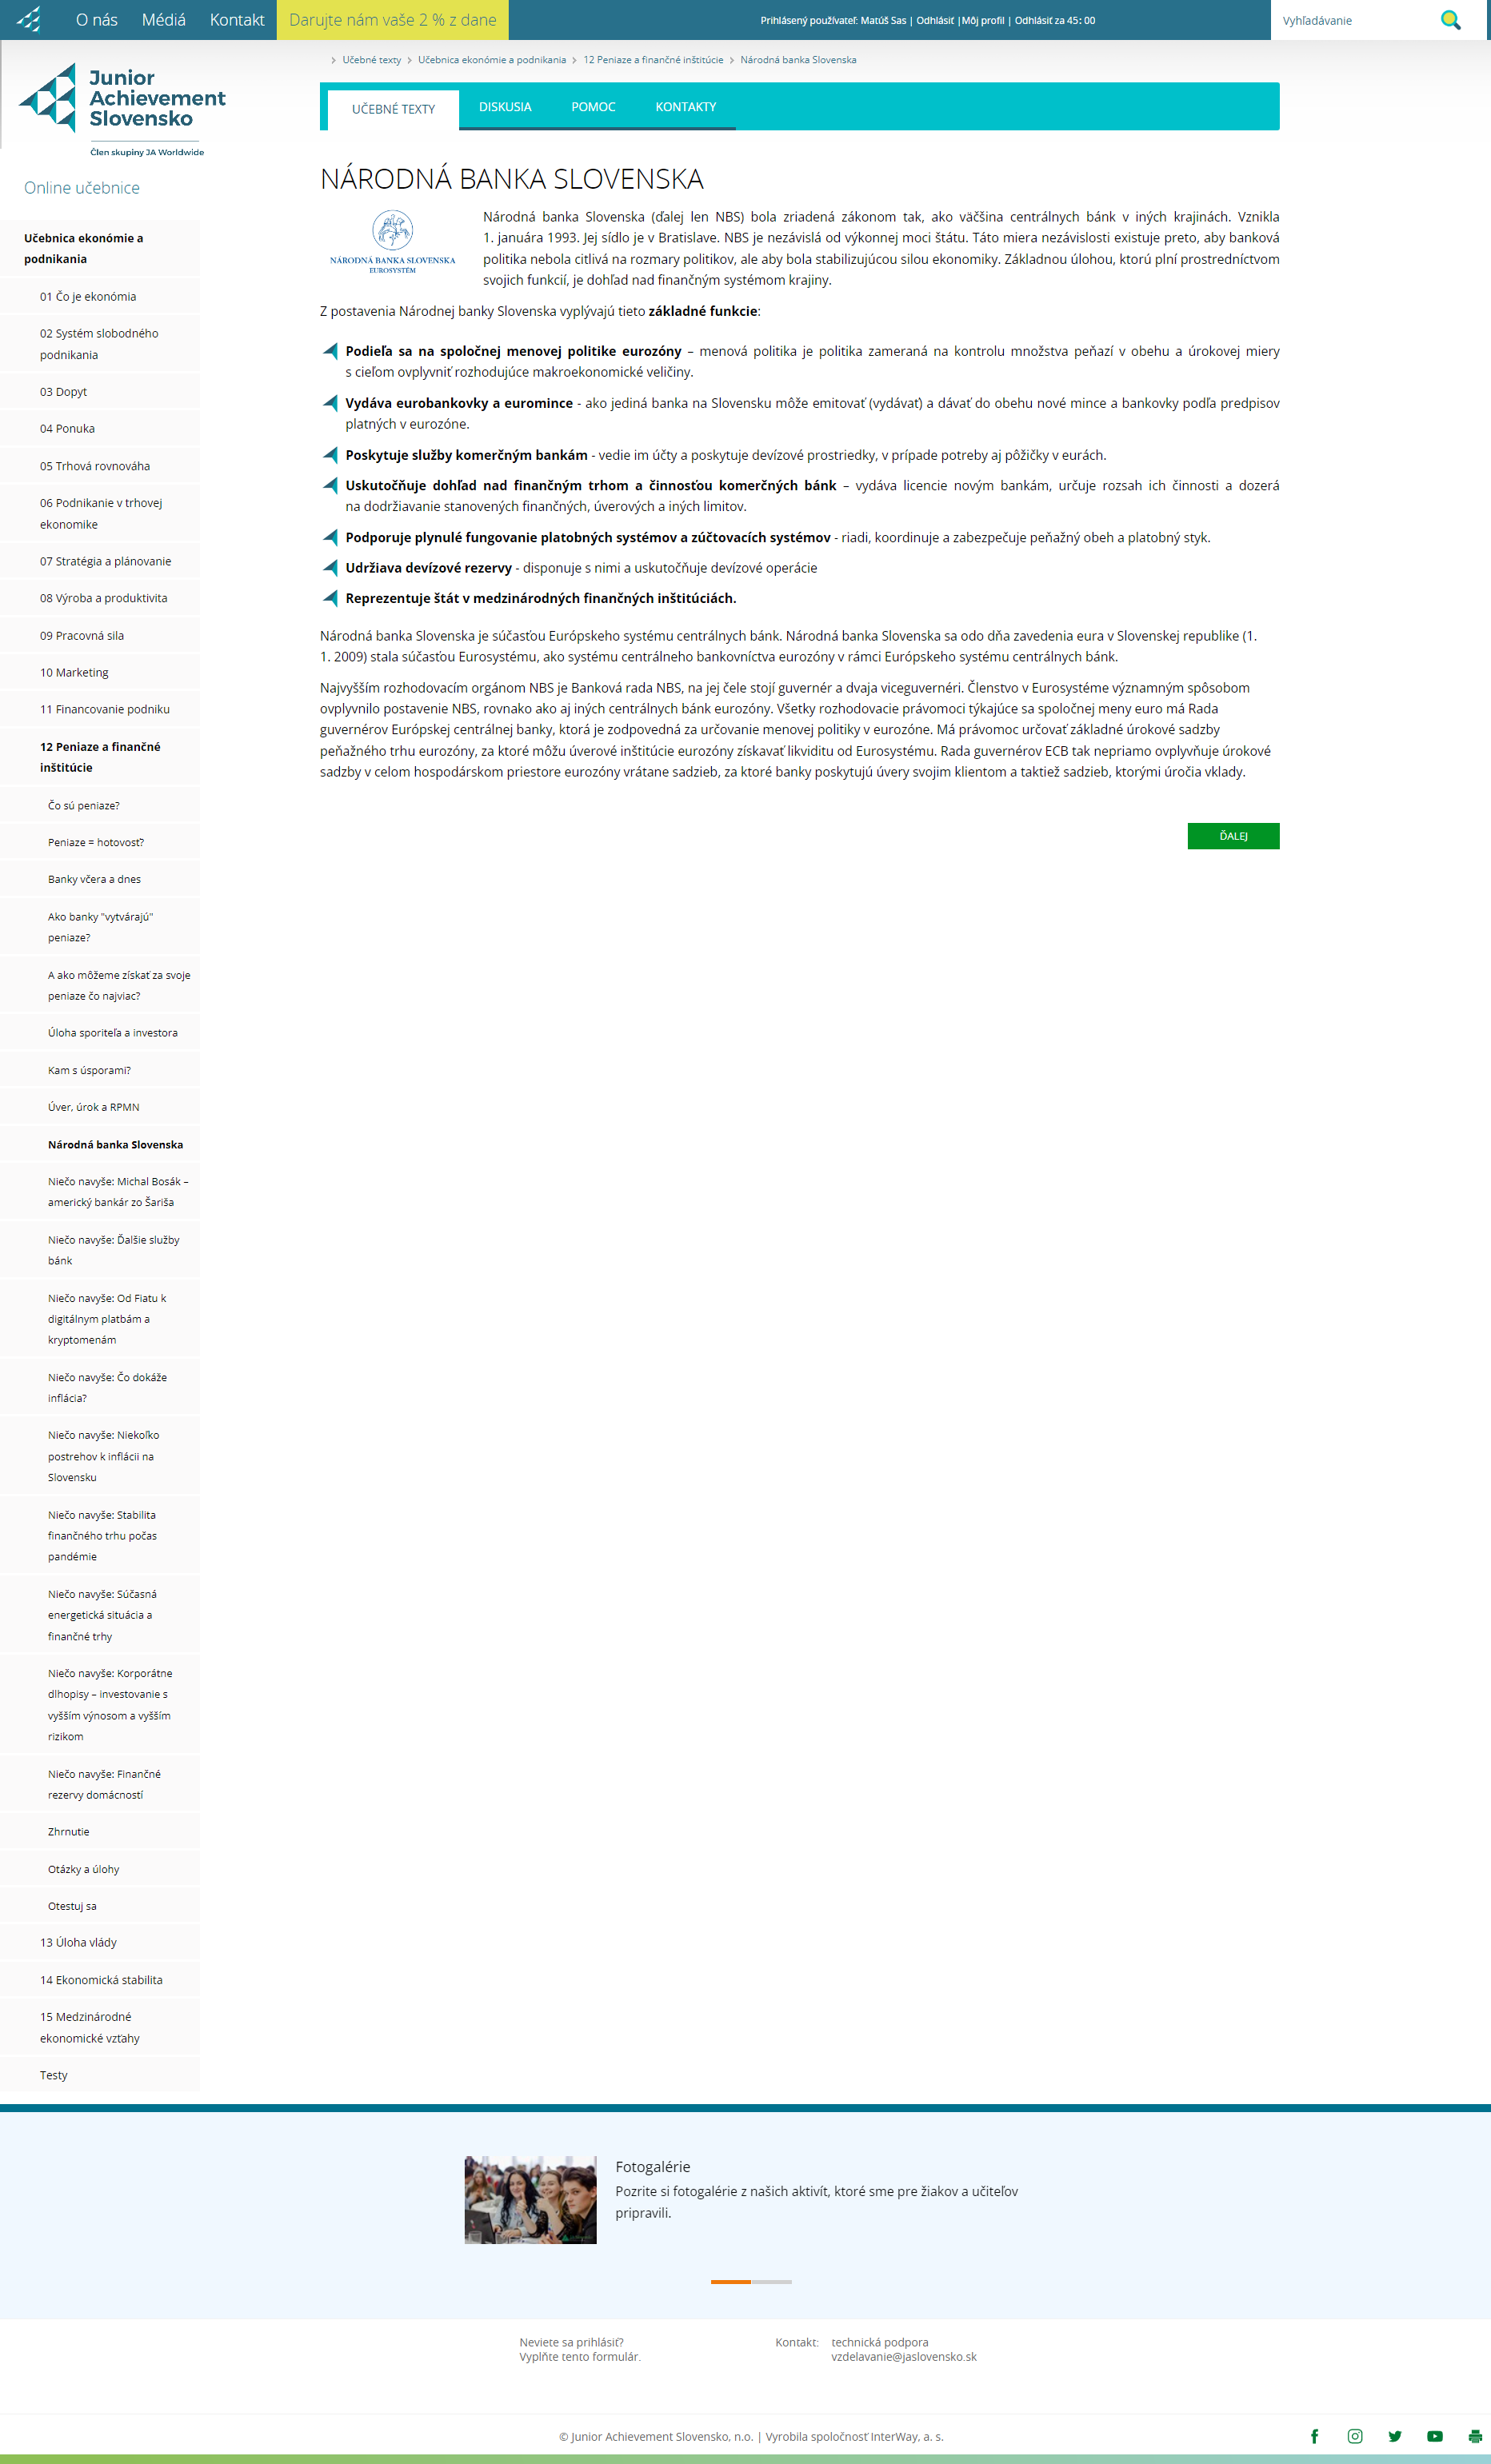 O nás Médiá Kontakt Darujte nám vaše 2 % z dane Prihlásený používateľ: Matúš Sas | Odhlásiť |Môj profil | Odhlásiť za 45: 00 Vyhľadávanie
Učebné texty Učebnica ekonómie a podnikania 12 Peniaze a finančné inštitúcie Národná banka Slovenska
Junior
Achievement
Slovensko
Člen skupiny JA Worldwide
UČEBNÉ TEXTY DISKUSIA POMOC KONTAKTY
Online učebnice
Učebnica ekonómie a
podnikania
01 Čo je ekonómia
02 Systém slobodného
podnikania
03 Dopyt
04 Ponuka
05 Trhová rovnováha
06 Podnikanie v trhovej
ekonomike
07 Stratégia a plánovanie
08 Výroba a produktivita
09 Pracovná sila
10 Marketing
11 Financovanie podniku
12 Peniaze a finančné
inštitúcie
Čo sú peniaze?
Peniaze = hotovosť?
Banky včera a dnes
Ako banky "vytvárajú"
peniaze?
A ako môžeme získať za svoje
peniaze čo najviac?
Úloha sporiteľa a investora
Kam s úsporami?
Úver, úrok a RPMN
Národná banka Slovenska
Niečo navyše: Michal Bosák –
americký bankár zo Šariša
Niečo navyše: Ďalšie služby
bánk
Niečo navyše: Od Fiatu k
digitálnym platbám a
kryptomenám
Niečo navyše: Čo dokáže
inflácia?
Niečo navyše: Niekoľko
postrehov k inflácii na
Slovensku
Niečo navyše: Stabilita
finančného trhu počas
pandémie
Niečo navyše: Súčasná
energetická situácia a
finančné trhy
Niečo navyše: Korporátne
dlhopisy – investovanie s
vyšším výnosom a vyšším
rizikom
Niečo navyše: Finančné
rezervy domácností
Zhrnutie
Otázky a úlohy
Otestuj sa
13 Úloha vlády
14 Ekonomická stabilita
15 Medzinárodné
ekonomické vzťahy
Testy
NÁRODNÁ BANKA SLOVENSKA
NÁRODNÁ BANKA SLOVENSKA
EUROSYSTÉM
Národná banka Slovenska (ďalej len NBS) bola zriadená zákonom tak, ako väčšina centrálnych bánk v iných krajinách. Vznikla
1. januára 1993. Jej sídlo je v Bratislave. NBS je nezávislá od výkonnej moci štátu. Táto miera nezávislosti existuje preto, aby banková
politika nebola citlivá na rozmary politikov, ale aby bola stabilizujúcou silou ekonomiky. Základnou úlohou, ktorú plní prostredníctvom
svojich funkcií, je dohľad nad finančným systémom krajiny.
Z postavenia Národnej banky Slovenska vyplývajú tieto základné funkcie:
Podieľa sa na spoločnej menovej politike eurozóny – menová politika je politika zameraná na kontrolu množstva peňazí v obehu a úrokovej miery
s cieľom ovplyvniť rozhodujúce makroekonomické veličiny.
Vydáva eurobankovky a euromince - ako jediná banka na Slovensku môže emitovať (vydávať) a dávať do obehu nové mince a bankovky podľa predpisov
platných v eurozóne.
Poskytuje služby komerčným bankám - vedie im účty a poskytuje devízové prostriedky, v prípade potreby aj pôžičky v eurách.
Uskutočňuje dohľad nad finančným trhom a činnosťou komerčných bánk – vydáva licencie novým bankám, určuje rozsah ich činnosti a dozerá
na dodržiavanie stanovených finančných, úverových a iných limitov.
Podporuje plynulé fungovanie platobných systémov a zúčtovacích systémov - riadi, koordinuje a zabezpečuje peňažný obeh a platobný styk.
Udržiava devízové rezervy - disponuje s nimi a uskutočňuje devízové operácie
Reprezentuje štát v medzinárodných finančných inštitúciách.
Národná banka Slovenska je súčasťou Európskeho systému centrálnych bánk. Národná banka Slovenska sa odo dňa zavedenia eura v Slovenskej republike (1.
1. 2009) stala súčasťou Eurosystému, ako systému centrálneho bankovníctva eurozóny v rámci Európskeho systému centrálnych bánk.
Najvyšším rozhodovacím orgánom NBS je Banková rada NBS, na jej čele stojí guvernér a dvaja viceguvernéri. Členstvo v Eurosystéme významným spôsobom
ovplyvnilo postavenie NBS, rovnako ako aj iných centrálnych bánk eurozóny. Všetky rozhodovacie právomoci týkajúce sa spoločnej meny euro má Rada
guvernérov Európskej centrálnej banky, ktorá je zodpovedná za určovanie menovej politiky v eurozóne. Má právomoc určovať základné úrokové sadzby
peňažného trhu eurozóny, za ktoré môžu úverové inštitúcie eurozóny získavať likviditu od Eurosystému. Rada guvernérov ECB tak nepriamo ovplyvňuje úrokové
sadzby v celom hospodárskom priestore eurozóny vrátane sadzieb, za ktoré banky poskytujú úvery svojim klientom a taktiež sadzieb, ktorými úročia vklady.
ĎALEJ
Fotogalérie
Pozrite si fotogalérie z našich aktivít, ktoré sme pre žiakov a učiteľov
pripravili.
Neviete sa prihlásiť?
Vyplňte tento formulár.
Kontakt: technická podpora
vzdelavanie@jaslovensko.sk
© Junior Achievement Slovensko, n.o. | Vyrobila spoločnosť InterWay, a. s.